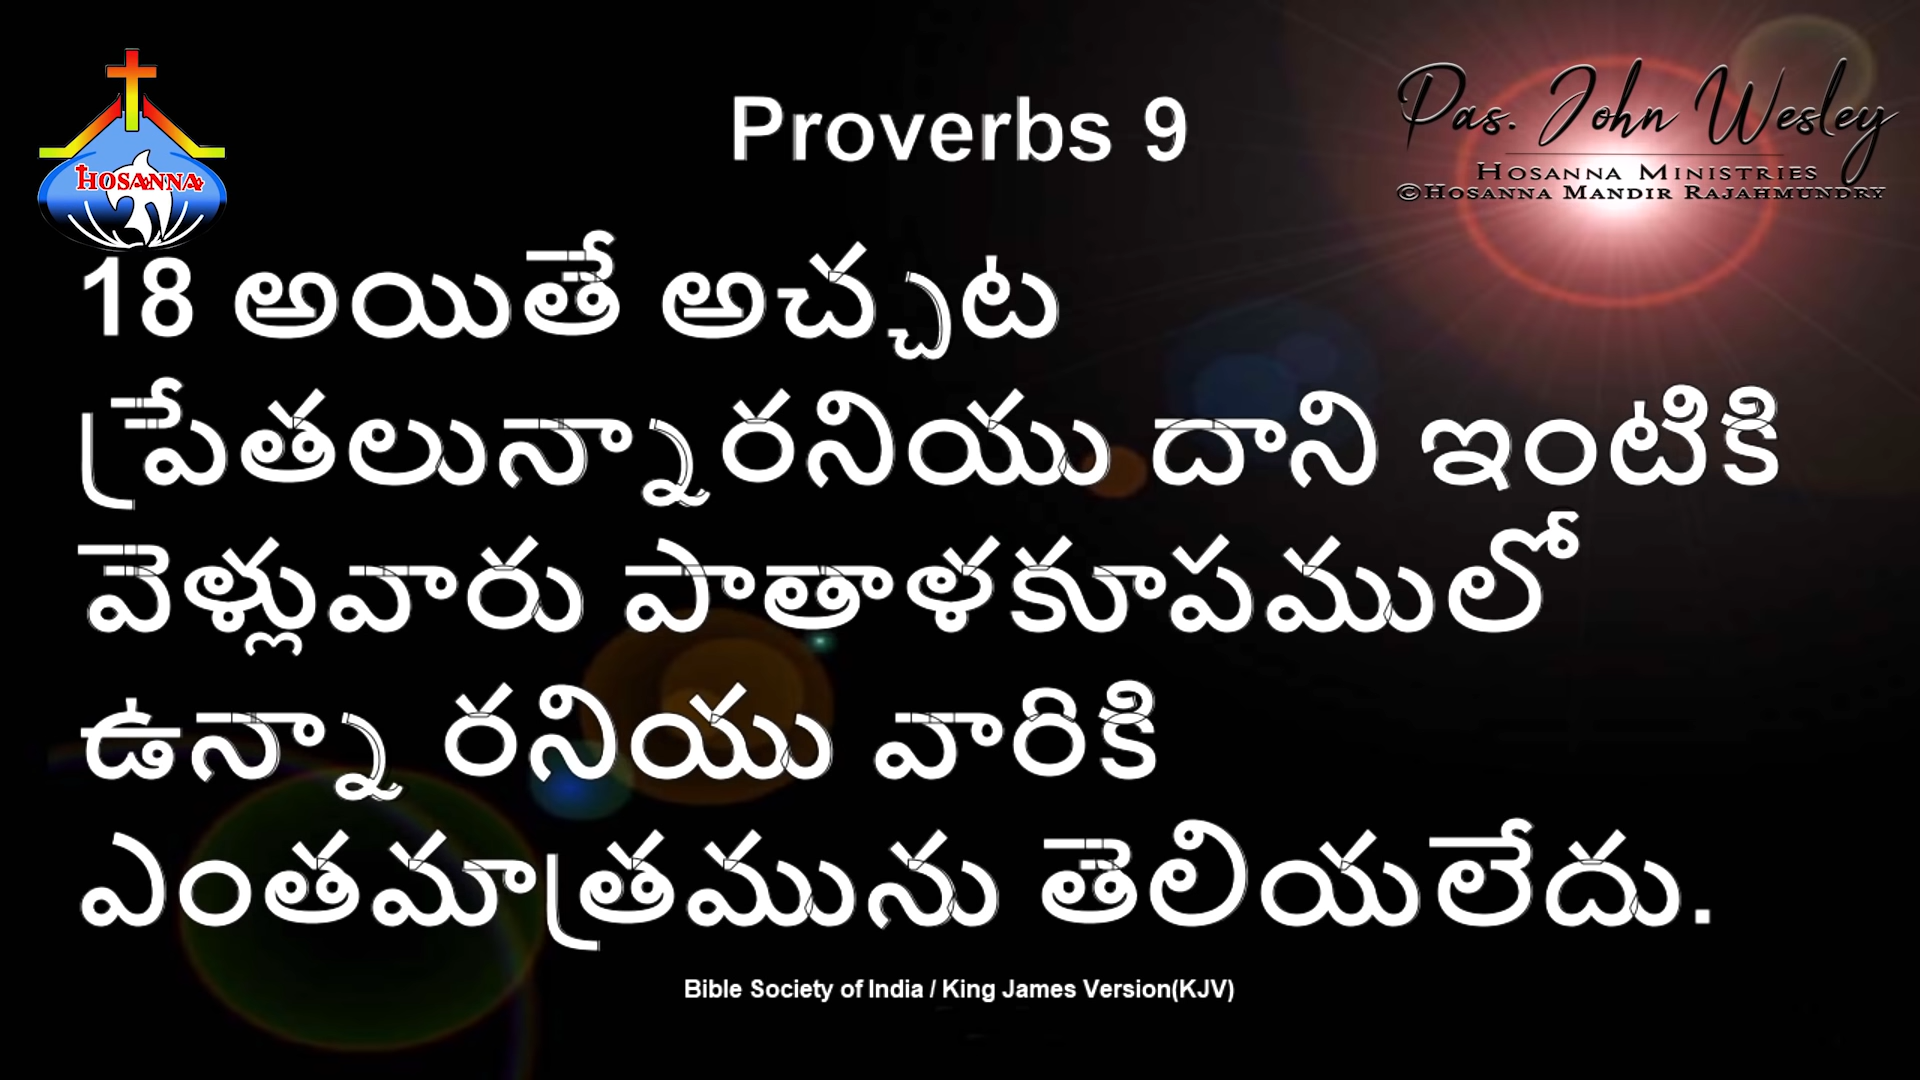 HOSANNA
Proverbs 9
Pas. John Wesley
HOSANNA MINISTRIES
©HOSANNA MANDIR RAJAHMUNDRY
18 అయితే అచ్చట
ప్రేతలున్నారనియు దాని ఇంటికి
వెళ్లువారు పాతాళకూపములో
ఉన్నా రనియు వారికి
ఎంతమాత్రమును తెలియలేదు.
Bible Society of India / King James Version(KJV)